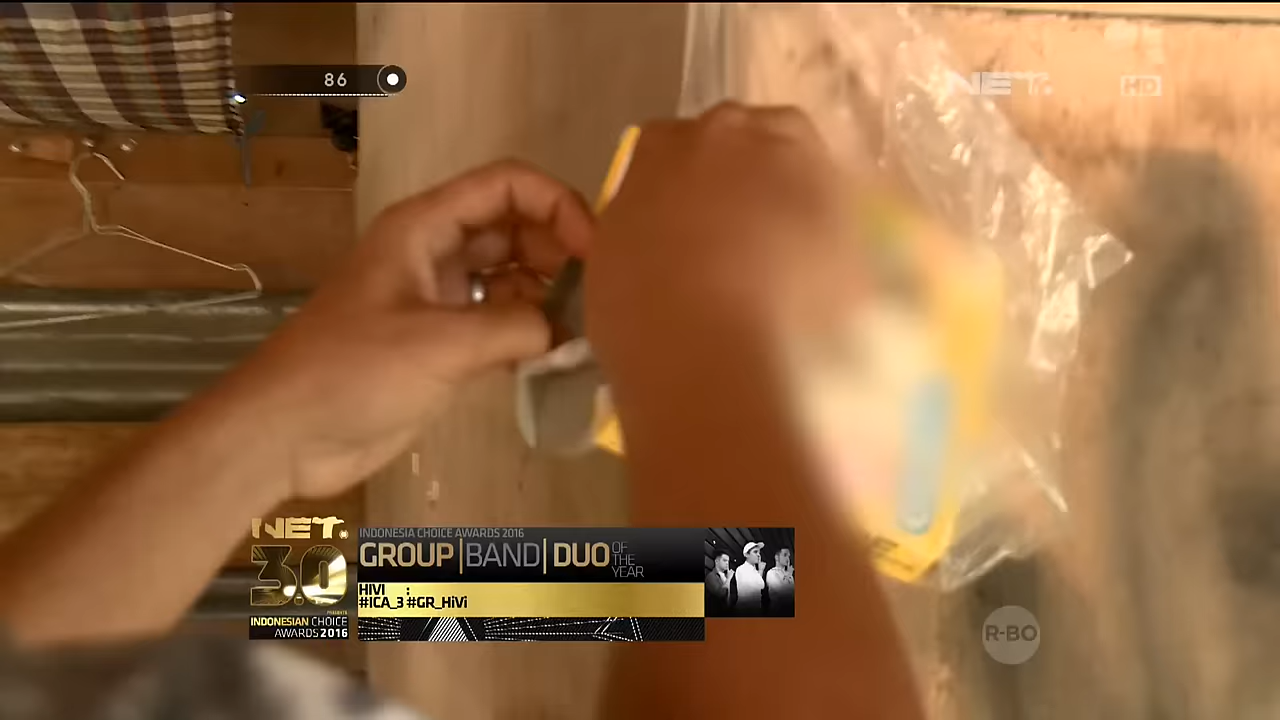 86
NET.
HD
NET.
3.0
PRESENTS
INDONESIAN CHOICE
AWARDS 2016
INDONESIA CHOICE AWARDS 2016
GROUP|BAND|DUO OF THE YEAR
HIVI :
#ICA_3 #GR_HiVi
R-BO